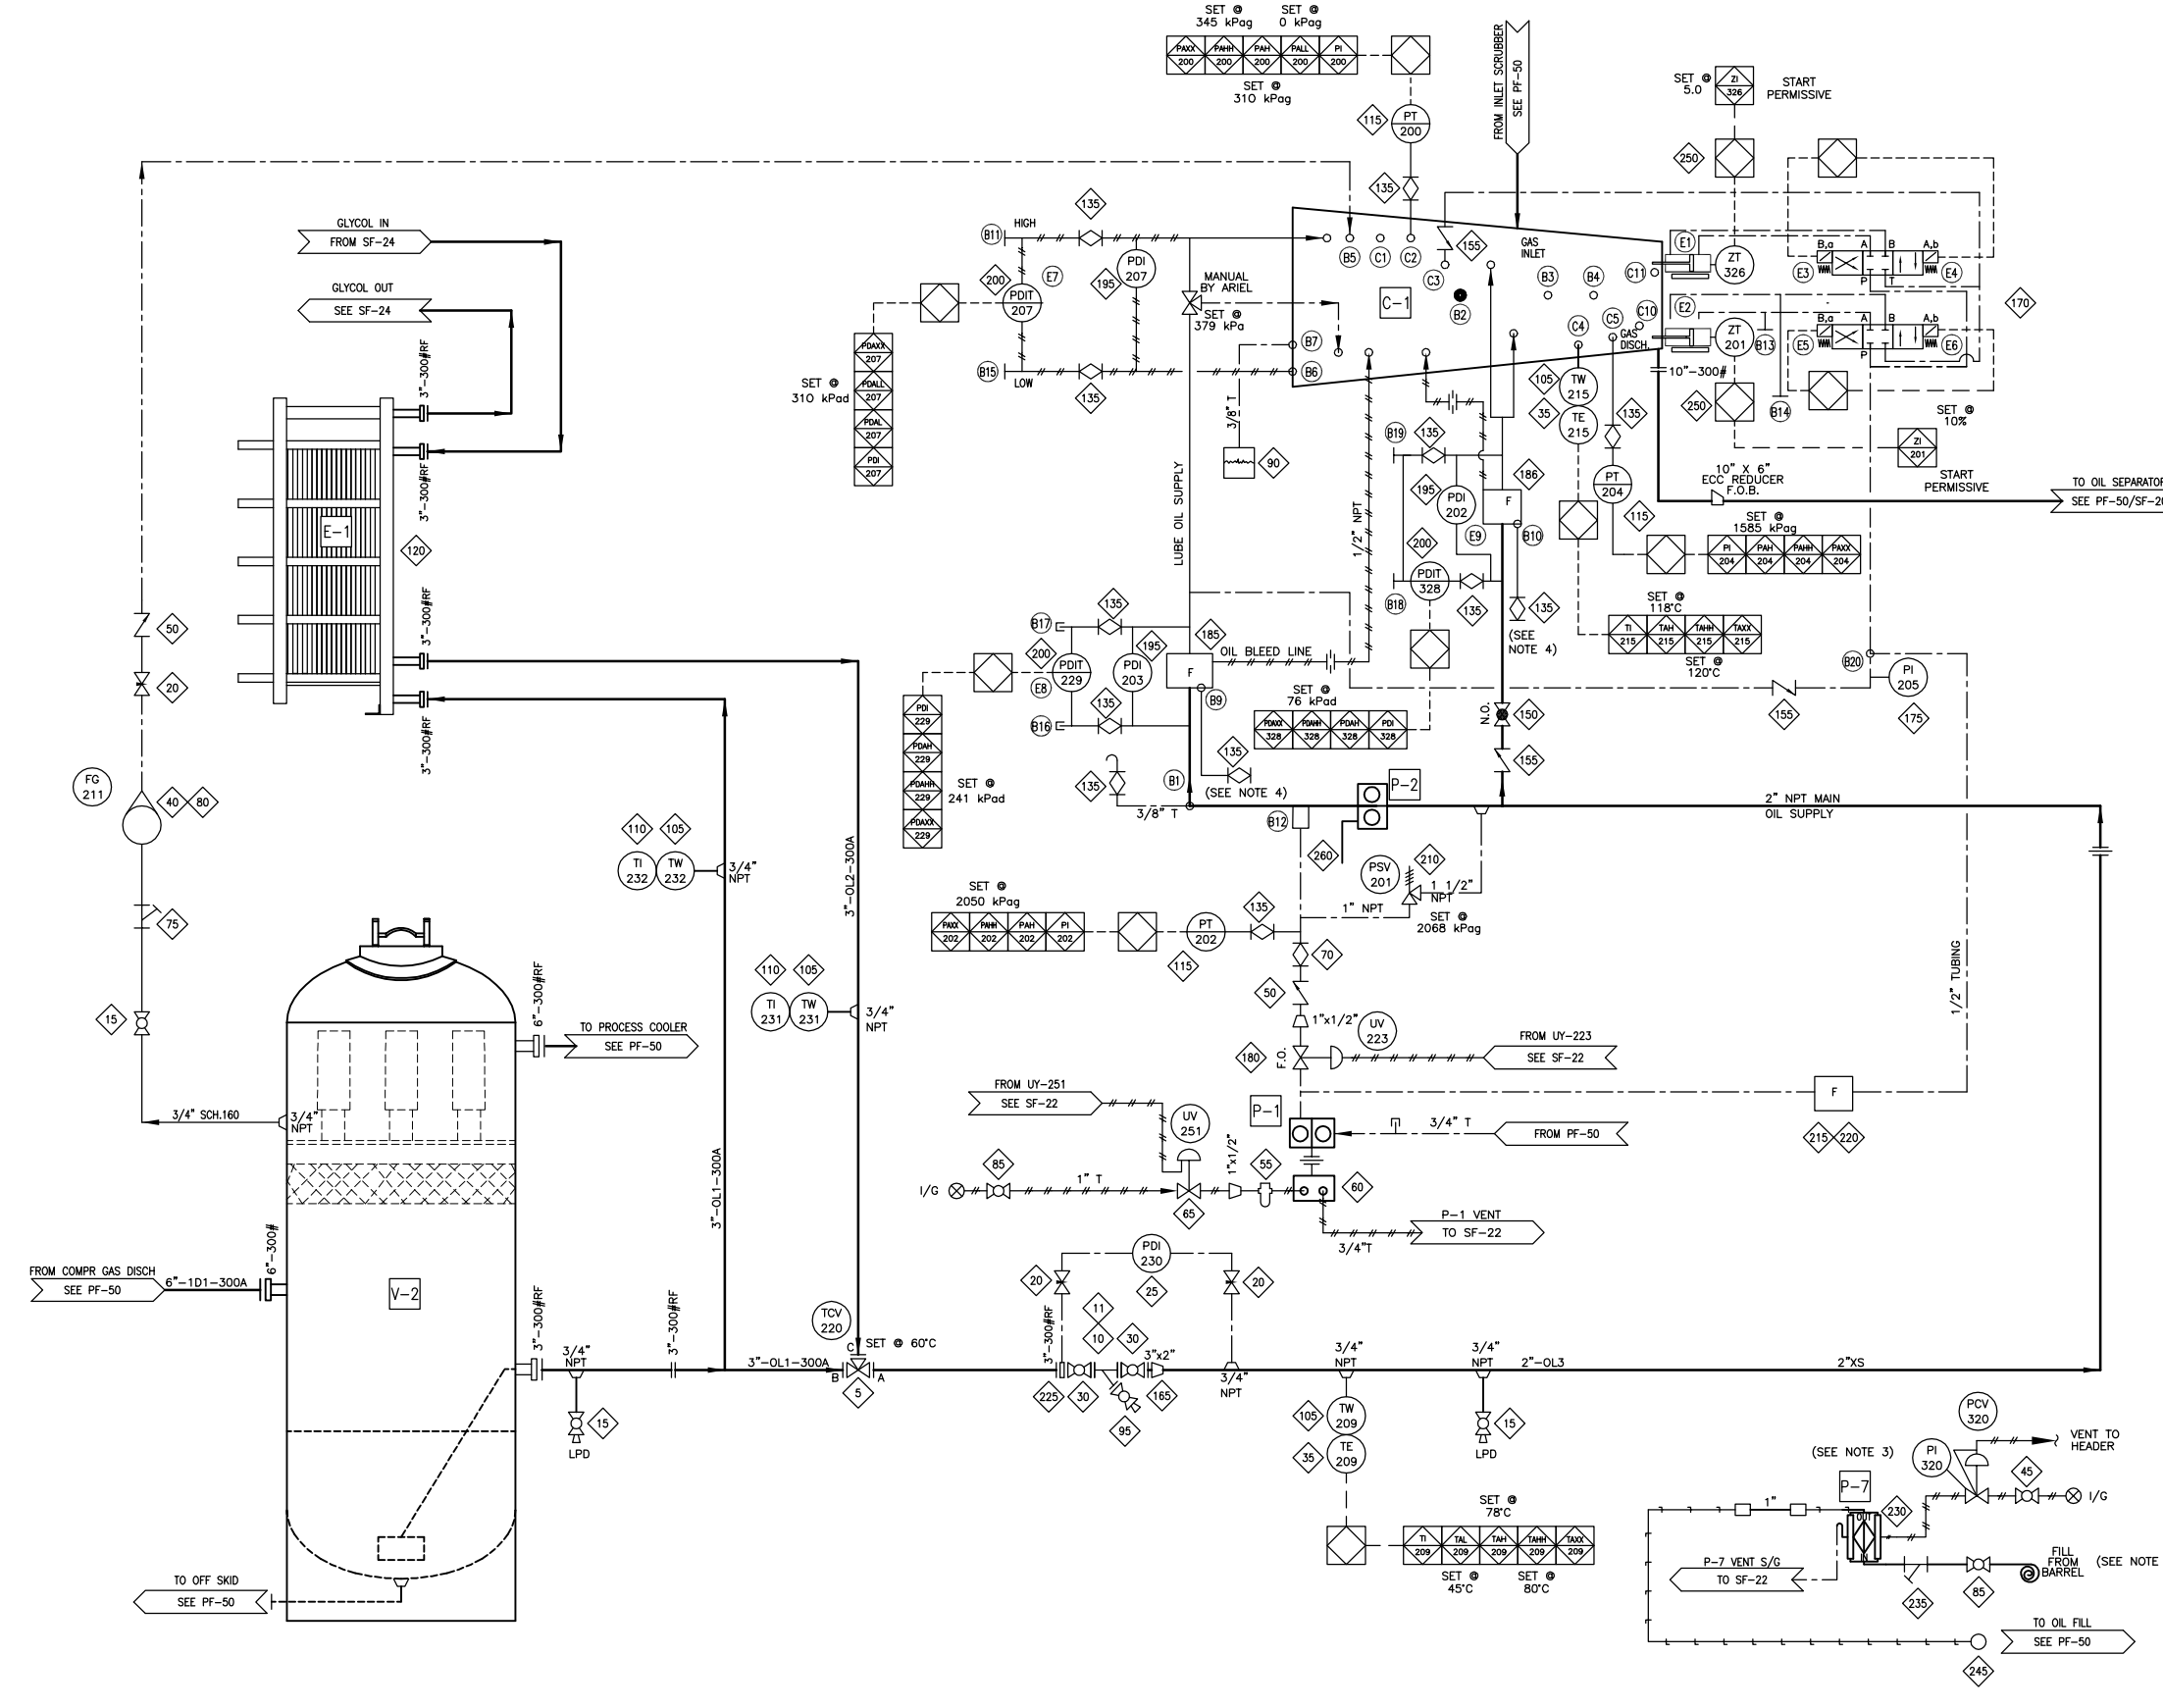 SET @
345 kPag
SET @
0 kPag
PAXX
200
PAHH
200
PAH
200
PALL
200
PI
200
SET @
310 kPag
115
PT
200
135
FROM INLET SCRUBBER
SEE PF-50
SET @
5.0
ZI
326
START
PERMISSIVE
250
GLYCOL IN
FROM SF-24
GLYCOL OUT
SEE SF-24
135
B11
HIGH
200
E7
PDIT
207
195
PDI
207
MANUAL
BY ARIEL
SET @
379 kPa
B15
LOW
135
PDAXX
207
PDALL
207
PDAL
207
PDI
207
SET @
310 kPad
B5
C1
C2
155
C3
GAS
INLET
C-1
B2
B3
B4
C11
C10
C4
C5
GAS
DISCH.
B7
B6
E1
ZT
326
E2
ZT
201
B13
B14
250
B,a
A
B
A,b
E3
E4
P
T
B,a
A
B
A,b
E5
E6
P
170
SET @
10%
ZI
201
START
PERMISSIVE
10"-300#
10" X 6"
ECC REDUCER
F.O.B.
TO OIL SEPARATOR
SEE PF-50/SF-20
3/8" T
90
LUBE OIL SUPPLY
1/2" NPT
B19
135
195
PDI
202
E9
186
F
B10
200
PDIT
328
B18
135
135
(SEE
NOTE 4)
105
TW
215
35
TE
215
135
PT
204
115
SET @
1585 kPag
PI
204
PAH
204
PAHH
204
PAXX
204
SET @
118°C
TI
215
TAH
215
TAHH
215
TAXX
215
SET @
120°C
3"-300#RF
3"-300#RF
E-1
120
3"-300#RF
3"-300#RF
50
20
FG
211
40
80
75
15
B17
135
200
PDIT
229
E8
195
PDI
203
185
F
OIL BLEED LINE
B16
135
B9
PDI
229
PDAH
229
PDAHH
229
PDAXX
229
SET @
241 kPad
135
B1
135
(SEE NOTE 4)
3/8" T
SET @
76 kPad
PDAXX
328
PDAHH
328
PDAH
328
PDI
328
N.O.
150
155
B20
PI
205
155
175
P-2
B12
260
2" NPT MAIN
OIL SUPPLY
110
105
TI
232
TW
232
3/4"
NPT
3"-OL2-300A
PSV
201
210
1 1/2"
NPT
1" NPT
SET @
2068 kPag
SET @
2050 kPag
PAXX
202
PAHH
202
PAH
202
PI
202
PT
202
135
115
70
50
1"x1/2"
UV
223
180
F.O.
FROM UY-223
SEE SF-22
1/2" TUBING
110
105
TI
231
TW
231
3/4"
NPT
6"-300#RF
TO PROCESS COOLER
SEE PF-50
3/4" SCH.160
3/4"
NPT
3"-OL1-300A
FROM UY-251
SEE SF-22
UV
251
P-1
3/4" T
FROM PF-50
F
215
220
I/G
85
1" T
65
1"x1/2"
55
60
P-1 VENT
TO SF-22
3/4"T
FROM COMPR GAS DISCH
SEE PF-50
6"-1D1-300A
6"-300#
V-2
3"-300#RF
3/4"
NPT
15
LPD
3"-300#RF
3"-OL1-300A
TCV
220
C
SET @ 60°C
B
A
5
PDI
230
20
25
20
3"-300#RF
11
10
30
3"x2"
225
30
95
165
3/4"
NPT
3/4"
NPT
105
TW
209
35
TE
209
3/4"
NPT
15
LPD
2"-OL3
2"XS
SET @
78°C
TI
209
TAL
209
TAH
209
TAHH
209
TAXX
209
SET @
45°C
SET @
80°C
TO OFF SKID
SEE PF-50
PCV
320
(SEE NOTE 3)
PI
320
VENT TO
HEADER
45
I/G
P-7
1"
OUT
IN
230
P-7 VENT S/G
TO SF-22
235
85
FILL
FROM
BARREL
(SEE NOTE
TO OIL FILL
SEE PF-50
245